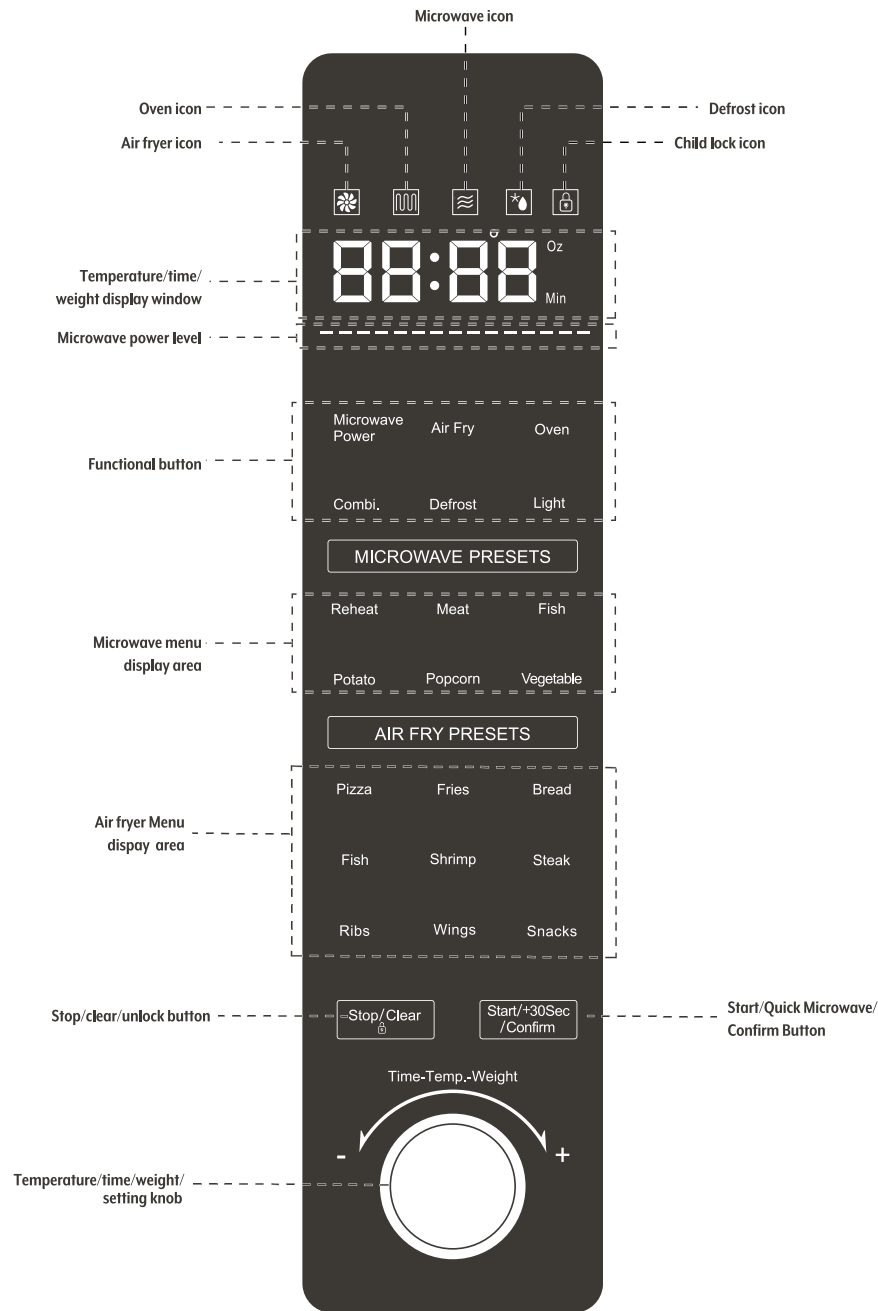 Microwave icon
Oven icon
Defrost icon
Air fryer icon
Child lock icon
88:88
Oz
Min
Temperature/time/
weight display window
Microwave power level
Microwave
Power
Air Fry
Oven
Functional button
Combi.
Defrost
Light
MICROWAVE PRESETS
Reheat
Meat
Fish
Microwave menu
display area
Potato
Popcorn
Vegetable
AIR FRY PRESETS
Pizza
Fries
Bread
Air fryer Menu
dispay area
Fish
Shrimp
Steak
Ribs
Wings
Snacks
Stop/clear/unlock button
Stop/Clear
Start/+30Sec
/Confirm
Start/Quick Microwave/
Confirm Button
Time-Temp.-Weight
- +
Temperature/time/weight/
setting knob